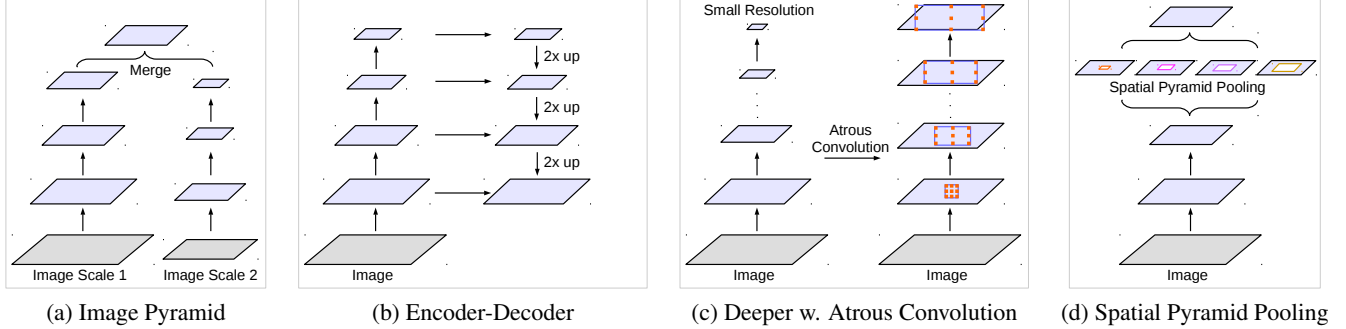 Merge
Image Scale 1
Image Scale 2
(a) Image Pyramid
2x up
2x up
2x up
Image
(b) Encoder-Decoder
Small Resolution
Atrous
Convolution
Image
Image
(c) Deeper w. Atrous Convolution
Spatial Pyramid Pooling
Image
(d) Spatial Pyramid Pooling